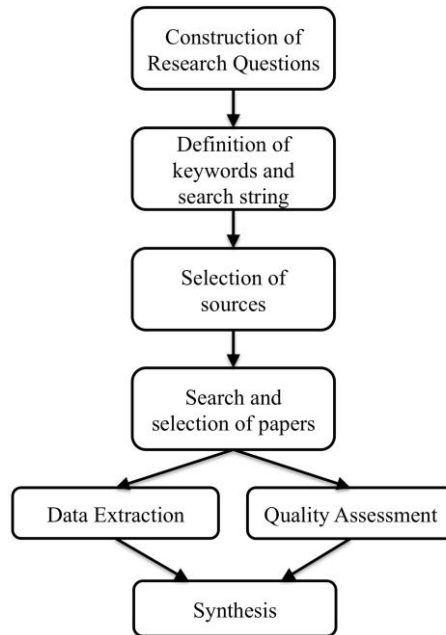 Construction of
Research Questions
Definition of
keywords and
search string
Selection of
sources
Search and
selection of papers
Data Extraction
Quality Assessment
Synthesis